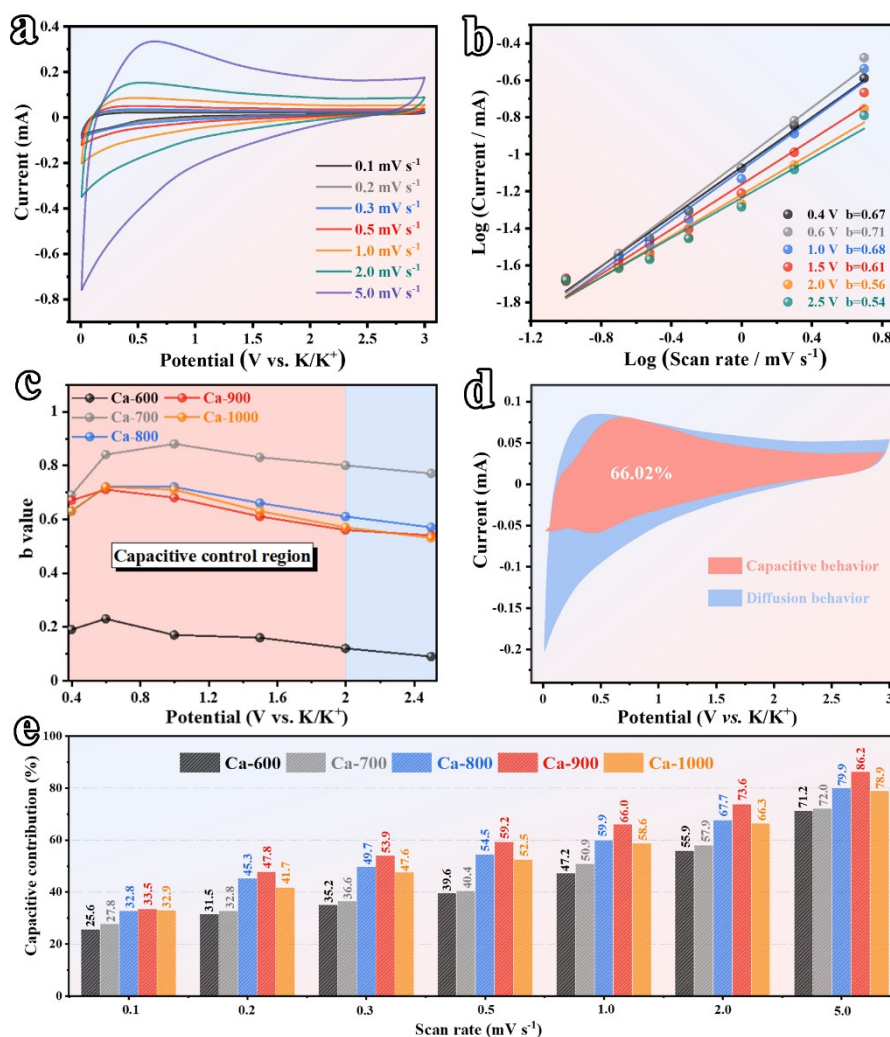 a
0.4
0.2
0.0
-0.2
-0.4
-0.6
-0.8
Current (mA)
0.1 mV s⁻¹
0.2 mV s⁻¹
0.3 mV s⁻¹
0.5 mV s⁻¹
1.0 mV s⁻¹
2.0 mV s⁻¹
5.0 mV s⁻¹
0 0.5 1 1.5 2 2.5 3
Potential (V vs. K/K⁺)
b
-0.4
-0.6
-0.8
-1.1
-1.4
-1.6
-1.8
Log (Current / mA)
0.4 V b=0.67
0.6 V b=0.71
1.0 V b=0.68
1.5 V b=0.61
2.0 V b=0.56
2.5 V b=0.54
-1.2 -0.8 -0.4 0.0 0.4 0.8
Log (Scan rate / mV s⁻¹)
c
1
0.8
0.6
0.4
0.2
0
b value
Ca-600
Ca-900
Ca-700
Ca-1000
Ca-800
Capacitive control region
0.4 0.8 1.2 1.6 2 2.4
Potential (V vs. K/K⁺)
d
0.1
0.05
0
-0.05
-0.1
-0.15
-0.2
Current (mA)
66.02%
Capacitive behavior
Diffusion behavior
0 0.5 1 1.5 2 2.5 3
Potential (V vs. K/K⁺)
e
100
80
60
40
20
0
Capacitive contribution (%)
Ca-600 Ca-700 Ca-800 Ca-900 Ca-1000
25.6 27.8 32.8 33.5 32.9
31.5 32.8 45.3 47.8 41.7
35.2 36.6 49.7 53.9 47.6
39.6 40.4 54.5 59.2 52.5
47.2 50.9 59.9 66.0 58.6
55.9 57.9 67.7 73.6 66.3
71.2 72.0 79.9 86.2 78.9
0.1 0.2 0.3 0.5 1.0 2.0 5.0
Scan rate (mV s⁻¹)